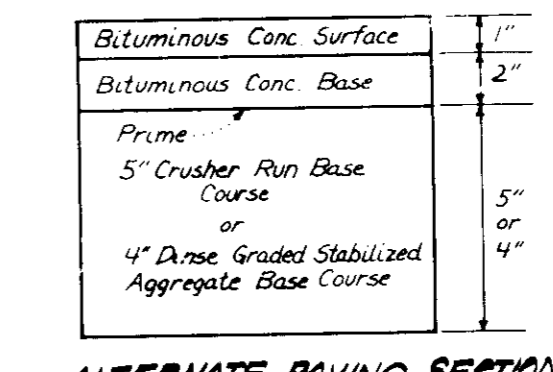 Bituminous Conc. Surface
1"
Bituminous Conc. Base
2"
Prime
5" Crusher Run Base
Course
or
4" Dense Graded Stabilized
Aggregate Base Course
5"
or
4"
ALTERNATE PAVING SECTION